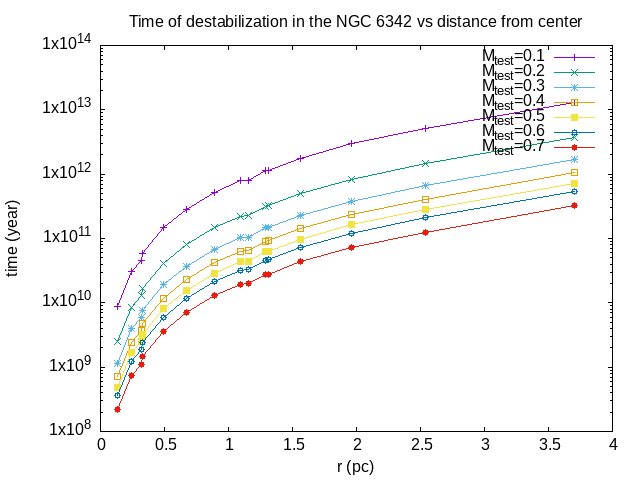 Time of destabilization in the NGC 6342 vs distance from center
1x10^14
1x10^13
1x10^12
1x10^11
1x10^10
1x10^9
1x10^8
time (year)
M_test=0.1
M_test=0.2
M_test=0.3
M_test=0.4
M_test=0.5
M_test=0.6
M_test=0.7
0 0.5 1 1.5 2 2.5 3 3.5 4
r (pc)